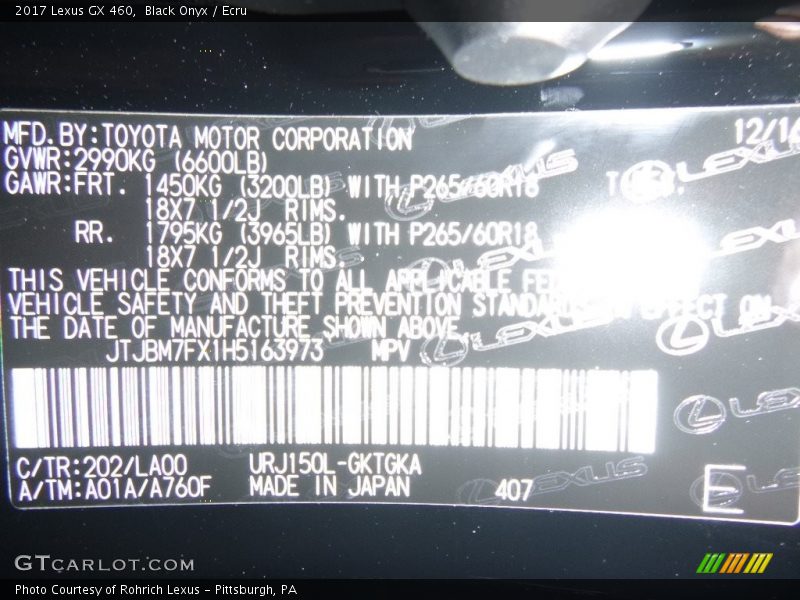 2017 Lexus GX 460, Black Onyx / Ecru
MFD.BY:TOYOTA MOTOR CORPORATION 12/16
GVWR:2990KG (6600LB)
GAWR:FRT. 1450KG (3200LB) WITH P265/60R18
18X7 1/2J RIMS.
RR. 1795KG (3965LB) WITH P265/60R18
18X7 1/2J RIMS.
THIS VEHICLE CONFORMS TO ALL APPLICABLE
VEHICLE SAFETY AND THEFT PREVENTION EFFECT ON
THE DATE OF MANUFACTURE SHOWN ABOVE.
JTJBM7FX1H5163973 MPV
C/TR:202/LA00 URJ150L-GKTGKA
A/TM:A01A/A760F MADE IN JAPAN 407 E
LEXUS
GTCARLOT.COM
Photo Courtesy of Rohrich Lexus - Pittsburgh, PA